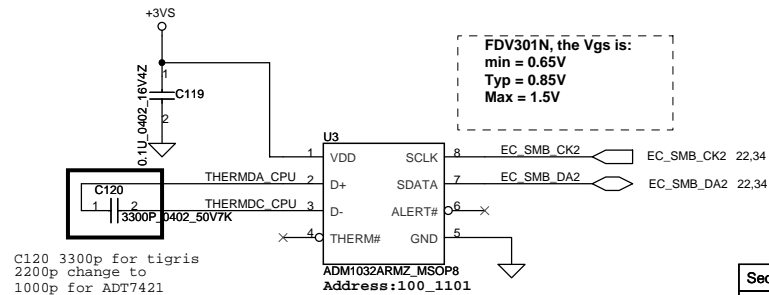 +3VS
FDV301N, the Vgs is:
min = 0.65V
Typ = 0.85V
Max = 1.5V
1
C119
2
0.1U_0402_16V4Z
U3
1 VDD SCLK 8 EC_SMB_CK2 EC_SMB_CK2 22,34
THERMDA_CPU 2 D+ SDATA 7 EC_SMB_DA2 EC_SMB_DA2 22,34
C120
1 2
3300P_0402_50V7K
THERMDC_CPU 3 D- ALERT# 6
4 THERM# GND 5
ADM1032ARMZ_MSOP8
Address:100_1101
C120 3300p for tigris
2200p change to
1000p for ADT7421
Sec